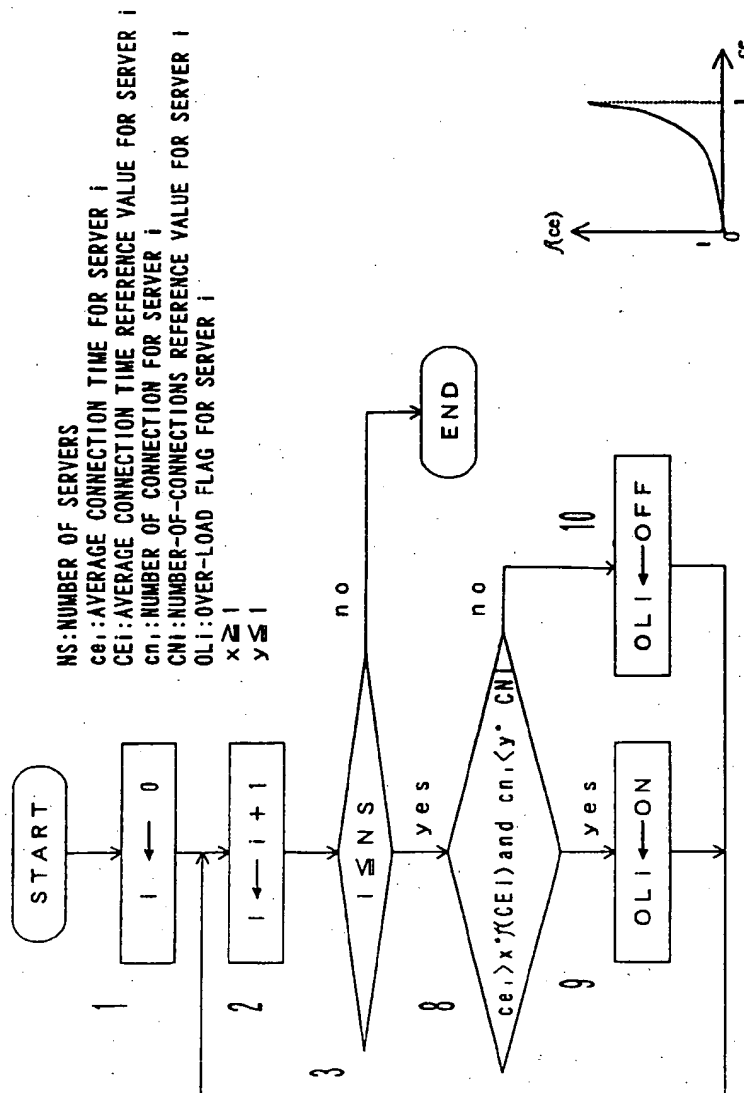 NS:NUMBER OF SERVERS
cei:AVERAGE CONNECTION TIME FOR SERVER i
CEi:AVERAGE CONNECTION TIME REFERENCE VALUE FOR SERVER i
cni:NUMBER OF CONNECTION FOR SERVER i
CNi:NUMBER-OF-CONNECTIONS REFERENCE VALUE FOR SERVER i
OLi:OVER-LOAD FLAG FOR SERVER i
x ≧ 1
y ≦ 1
START
1
i ← 0
2
i ← i + 1
3
i ≦ NS
no
yes
END
8
cei>x*f(CEi) and cni<y* CNi
no
yes
9
OLi←ON
10
OLi←OFF
f(ce)
1
0
1
ce